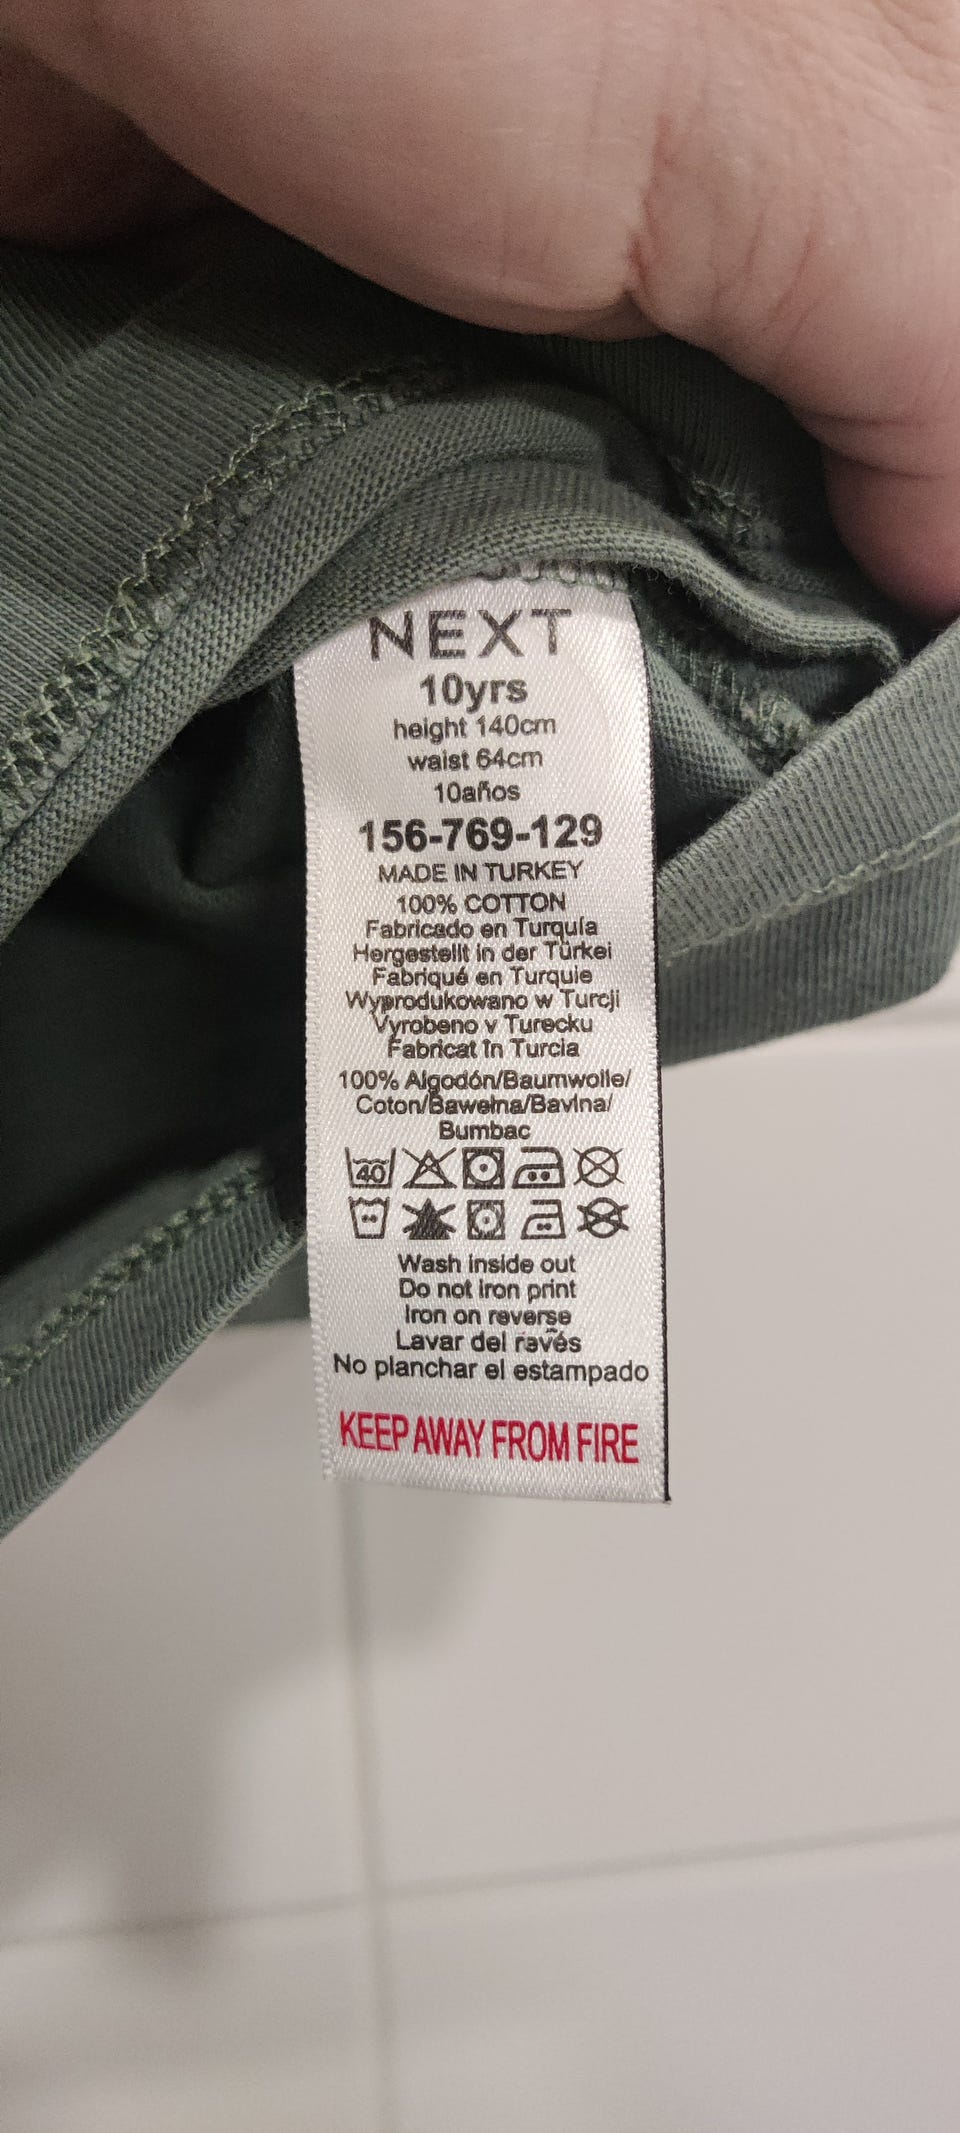 NEXT
10yrs
height 140cm
waist 64cm
10años
156-769-129
MADE IN TURKEY
100% COTTON
Fabricado en Turquía
Hergestellt in der Türkei
Fabriqué en Turquie
Wyprodukowano w Turcji
Vyrobeno v Turecku
Fabricat în Turcia
100% Algodón/Baumwolle/
Coton/Bawełna/Bavlna/
Bumbac
40
Wash inside out
Do not iron print
Iron on reverse
Lavar del revés
No planchar el estampado
KEEP AWAY FROM FIRE